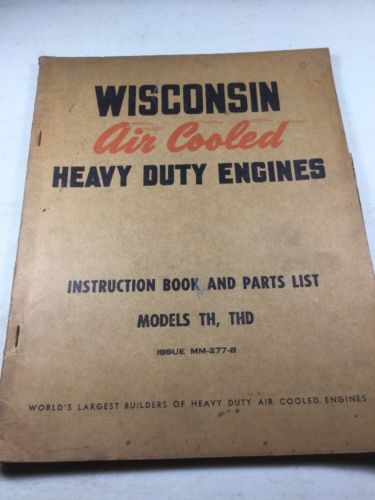 WISCONSIN
Air Cooled
HEAVY DUTY ENGINES
INSTRUCTION BOOK AND PARTS LIST
MODELS TH, THD
ISSUE MM-277-B
WORLD'S LARGEST BUILDERS OF HEAVY DUTY AIR COOLED ENGINES